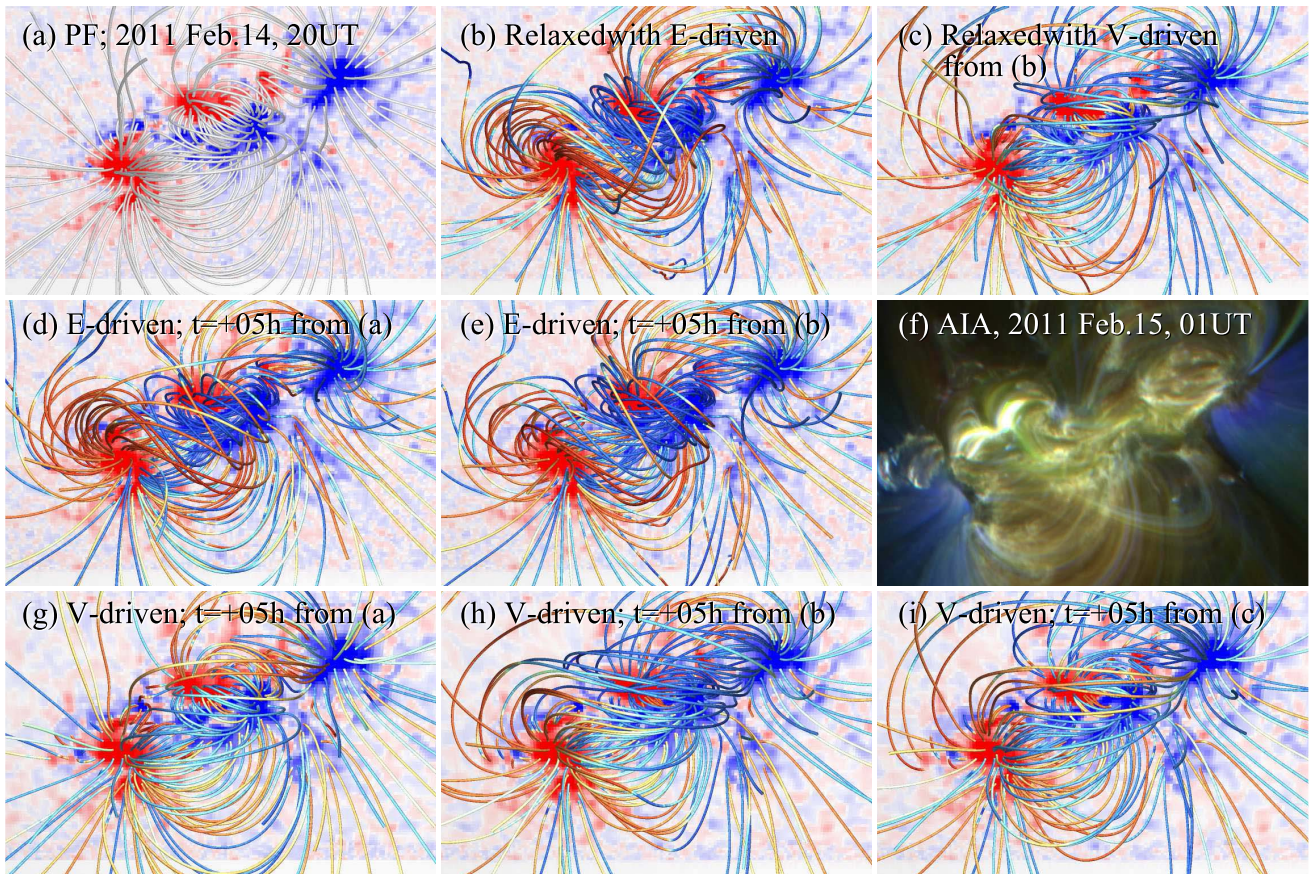 (a) PF; 2011 Feb.14, 20UT
(b) Relaxedwith E-driven
(c) Relaxedwith V-driven
from (b)
(d) E-driven; t=+05h from (a)
(e) E-driven; t=+05h from (b)
(f) AIA, 2011 Feb.15, 01UT
(g) V-driven; t=+05h from (a)
(h) V-driven; t=+05h from (b)
(i) V-driven; t=+05h from (c)